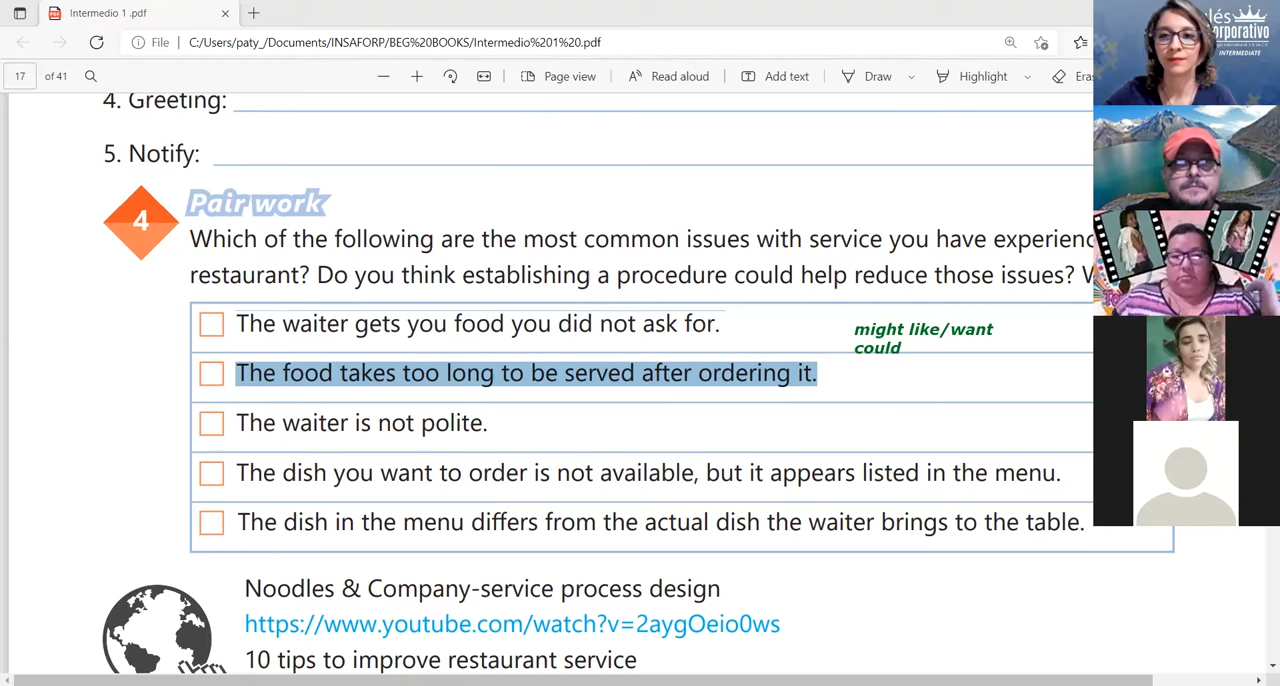 Intermedio 1 .pdf
File C:/Users/paty_/Documents/INSAFORP/BEG%20BOOKS/Intermedio%201%20.pdf
17 of 41 Page view Read aloud Add text Draw Highlight Eras
4. Greeting:
5. Notify:
4 Pair work
Which of the following are the most common issues with service you have experienc
restaurant? Do you think establishing a procedure could help reduce those issues? W
The waiter gets you food you did not ask for.
might like/want
could
The food takes too long to be served after ordering it.
The waiter is not polite.
The dish you want to order is not available, but it appears listed in the menu.
The dish in the menu differs from the actual dish the waiter brings to the table.
Noodles & Company-service process design
https://www.youtube.com/watch?v=2aygOeio0ws
10 tips to improve restaurant service
lés
orporativo
INTERMEDIATE